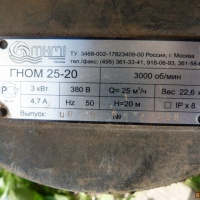 ГНОМ
ТУ 3468-002-17823409-00 Россия, г. Москва
тел./факс: (495) 361-33-41, 918-06-93, 361-58-
ГНОМ 25-20
3000 об/мин
P 3 кВт 380 В Q= 25 м³/ч Вес 22,6
4,7 А Hz 50 H=20 м IP x 8
Выпуск: